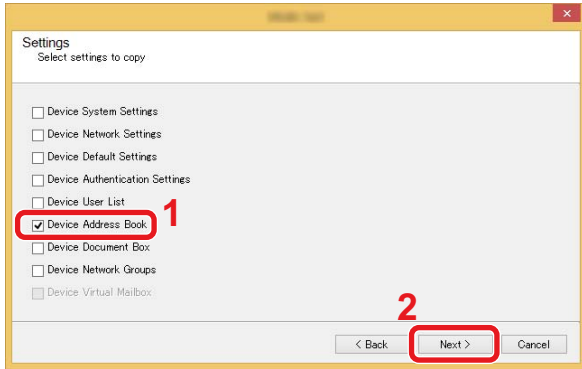 Settings
Select settings to copy
Device System Settings
Device Network Settings
Device Default Settings
Device Authentication Settings
Device User List
Device Address Book
1
Device Document Box
Device Network Groups
Device Virtual Mailbox
2
< Back
Next >
Cancel